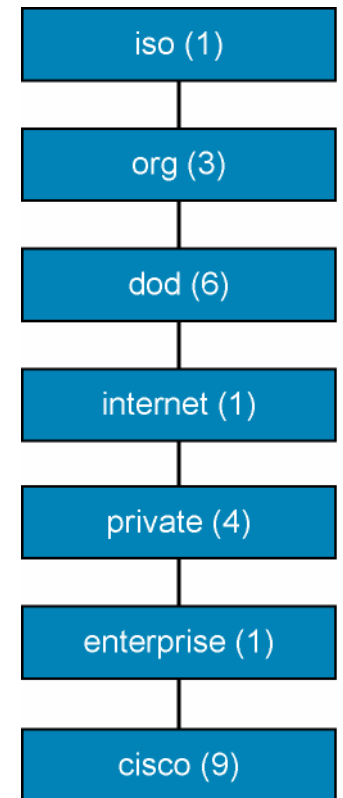 iso (1)
org (3)
dod (6)
internet (1)
private (4)
enterprise (1)
cisco (9)